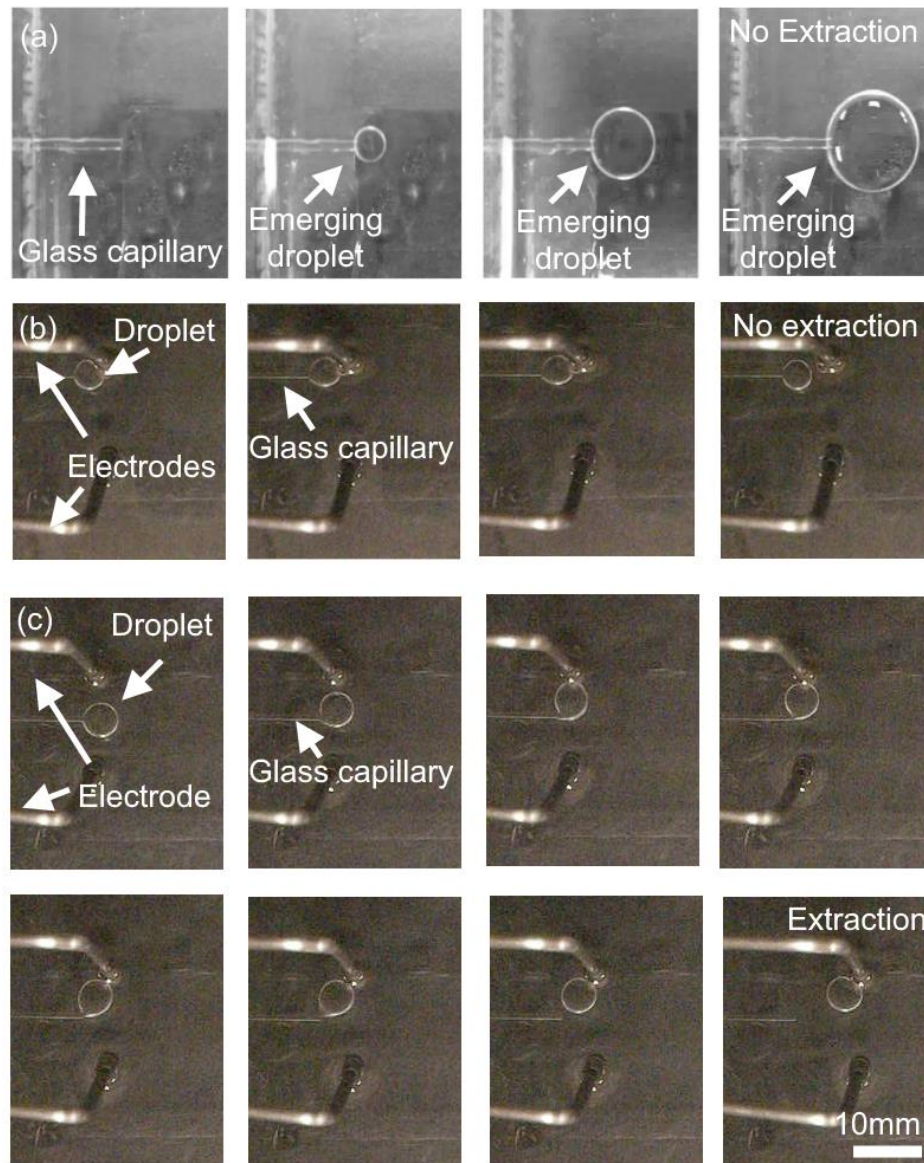 (a)
No Extraction
Glass capillary
Emerging
droplet
Emerging
droplet
Emerging
droplet
(b)
Droplet
No extraction
Glass capillary
Electrodes
(c)
Droplet
Glass capillary
Electrode
Extraction
10mm